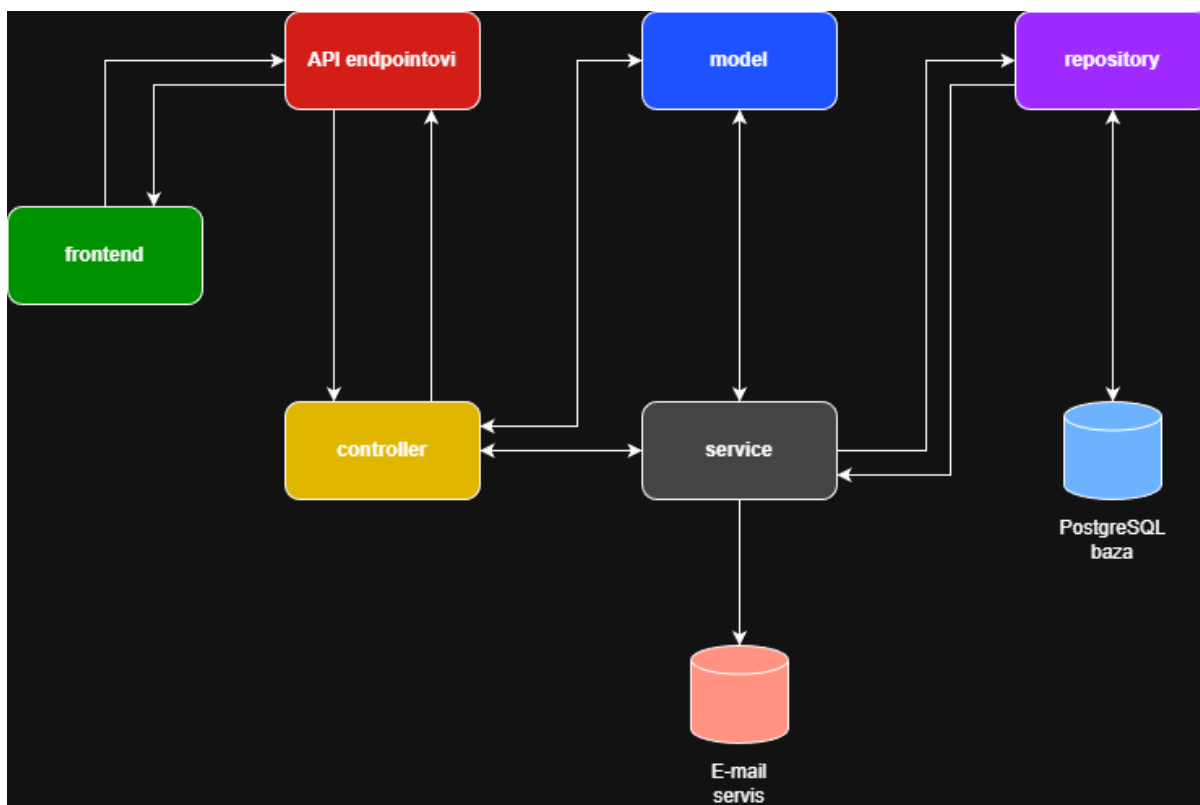 API endpointovi
model
repository
frontend
controller
service
PostgreSQL
baza
E-mail
servis